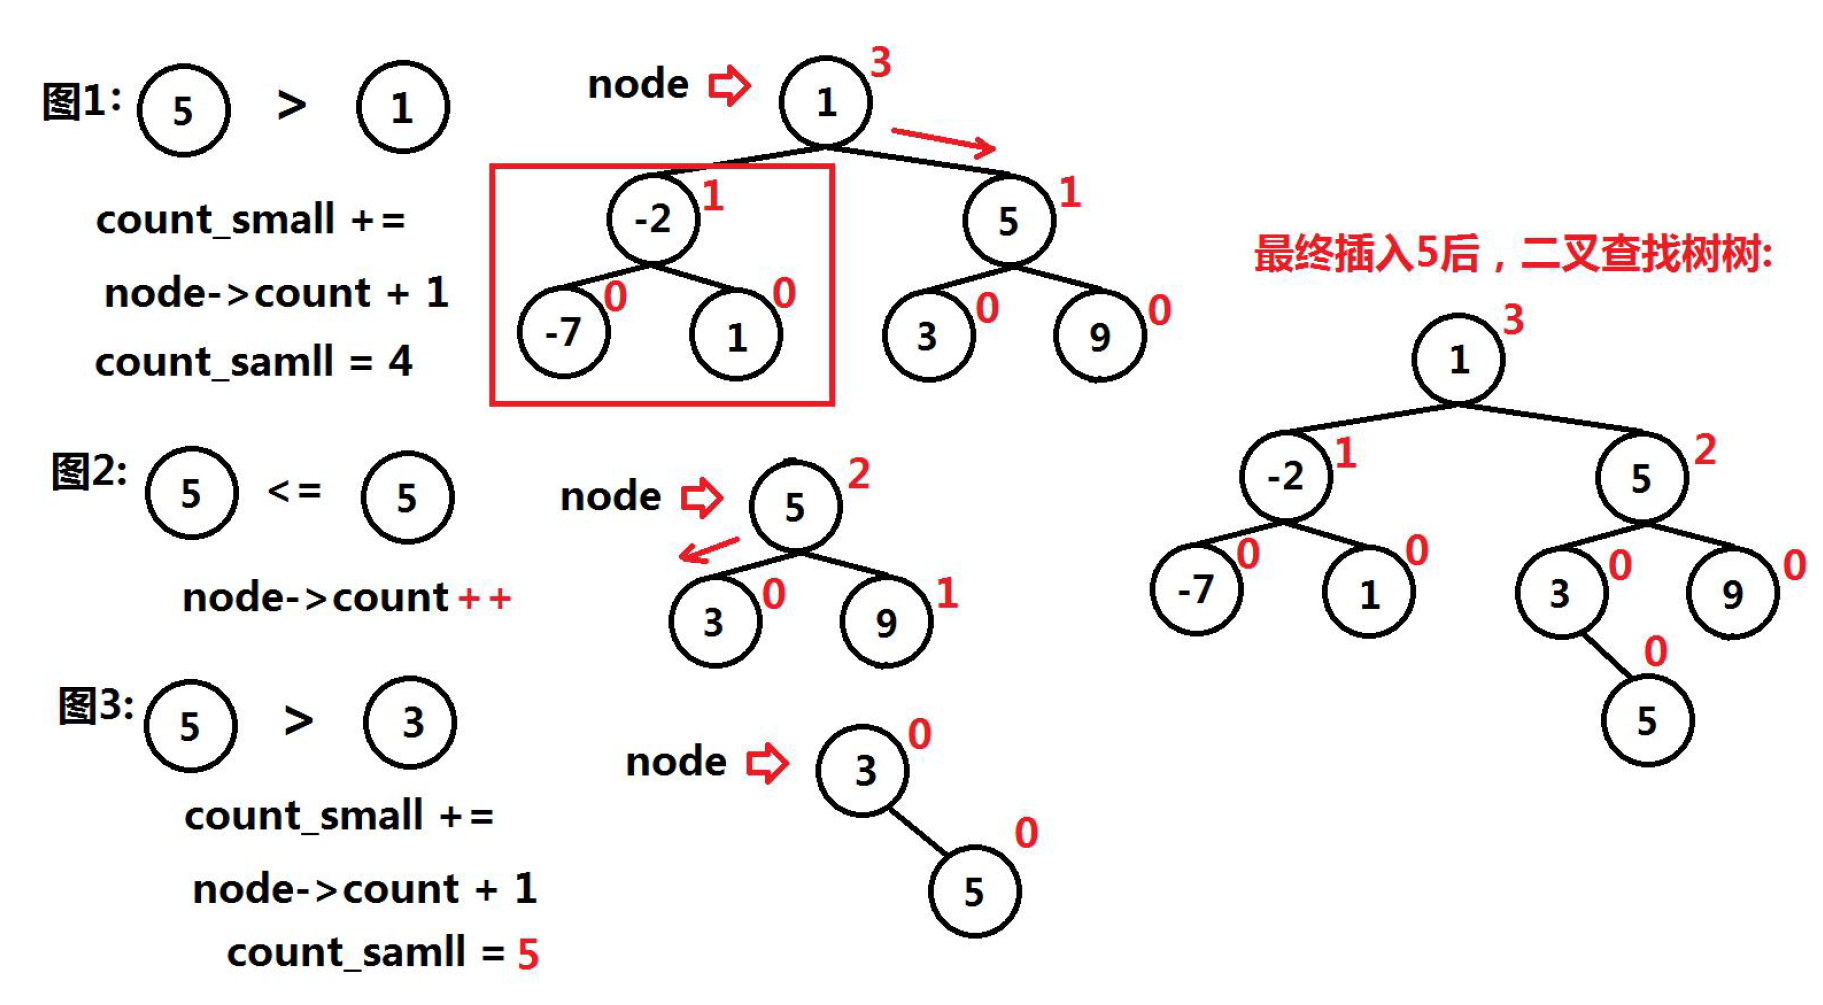 图1: 5 > 1
count_small +=
node->count + 1
count_samll = 4
node 1 3
-2 1 5 1
-7 0 1 0 3 0 9 0
图2: 5 <= 5
node->count++
node 5 2
3 0 9 1
图3: 5 > 3
count_small +=
node->count + 1
count_samll = 5
node 3 0
5 0
最终插入5后，二叉查找树树:
1 3
-2 1 5 2
-7 0 1 0 3 0 9 0
5 0